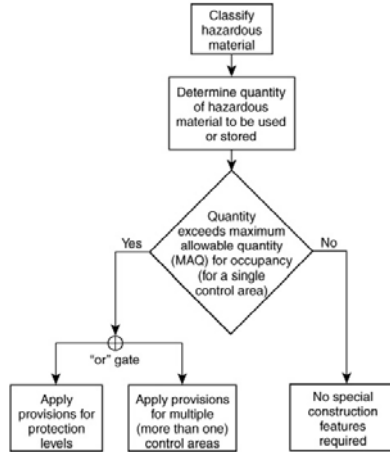 Classify
hazardous
material
Determine quantity
of hazardous
material to be used
or stored
Quantity
exceeds maximum
allowable quantity
(MAQ) for occupancy
(for a single
control area)
Yes
No
"or" gate
Apply
provisions for
protection
levels
Apply provisions
for multiple
(more than one)
control areas
No special
construction
features
required